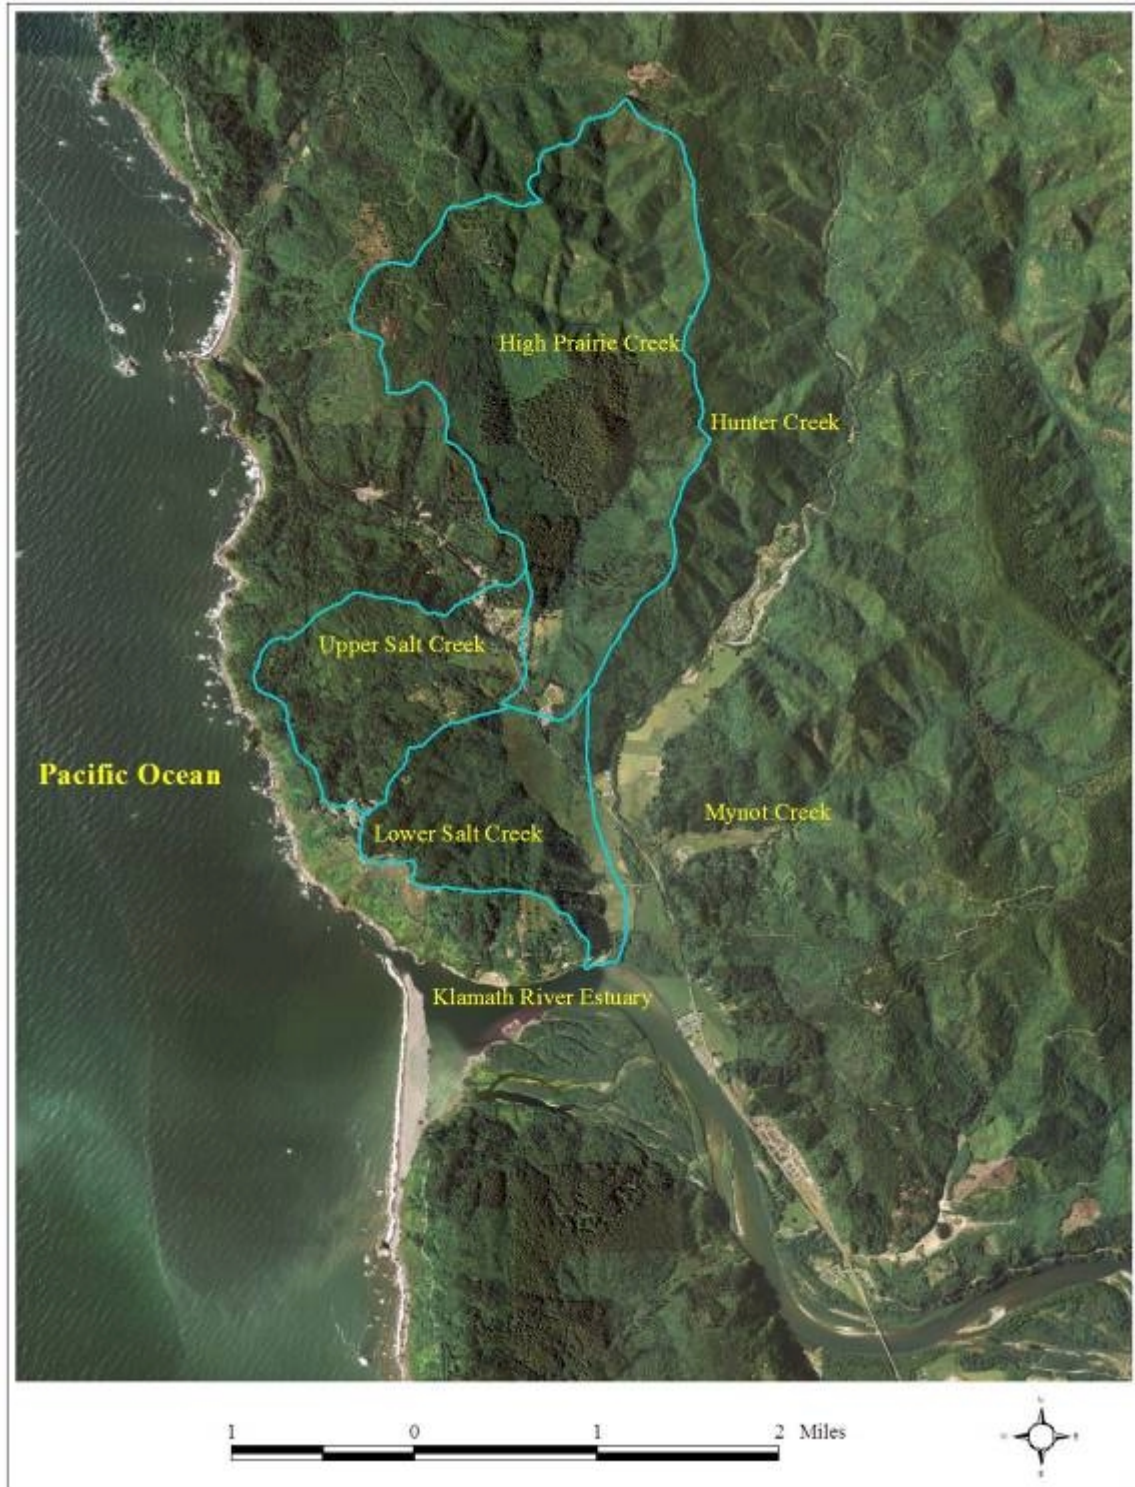 High Prairie Creek
Hunter Creek
Upper Salt Creek
Pacific Ocean
Mynot Creek
Lower Salt Creek
Klamath River Estuary
1 0 1 2 Miles